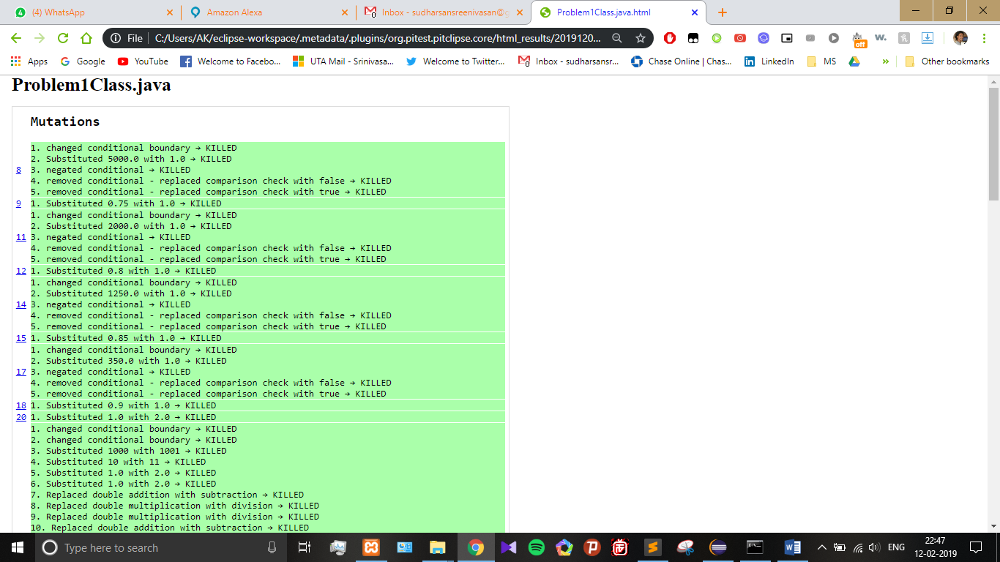 (4) WhatsApp
Amazon Alexa
Inbox - sudharsansreenivasan@g
Problem1Class.java.html
File
C:/Users/AK/eclipse-workspace/.metadata/.plugins/org.pitest.pitclipse.core/html_results/2019120...
off
Apps
Google
YouTube
Welcome to Facebo...
UTA Mail - Srinivasa...
Welcome to Twitter...
Inbox - sudharsansr...
Chase Online | Chas...
LinkedIn
MS
»
Other bookmarks
Problem1Class.java
Mutations
1. changed conditional boundary → KILLED
2. Substituted 5000.0 with 1.0 → KILLED
8 3. negated conditional → KILLED
4. removed conditional - replaced comparison check with false → KILLED
5. removed conditional - replaced comparison check with true → KILLED
9 1. Substituted 0.75 with 1.0 → KILLED
1. changed conditional boundary → KILLED
2. Substituted 2000.0 with 1.0 → KILLED
11 3. negated conditional → KILLED
4. removed conditional - replaced comparison check with false → KILLED
5. removed conditional - replaced comparison check with true → KILLED
12 1. Substituted 0.8 with 1.0 → KILLED
1. changed conditional boundary → KILLED
2. Substituted 1250.0 with 1.0 → KILLED
14 3. negated conditional → KILLED
4. removed conditional - replaced comparison check with false → KILLED
5. removed conditional - replaced comparison check with true → KILLED
15 1. Substituted 0.85 with 1.0 → KILLED
1. changed conditional boundary → KILLED
2. Substituted 350.0 with 1.0 → KILLED
17 3. negated conditional → KILLED
4. removed conditional - replaced comparison check with false → KILLED
5. removed conditional - replaced comparison check with true → KILLED
18 1. Substituted 0.9 with 1.0 → KILLED
20 1. Substituted 1.0 with 2.0 → KILLED
1. changed conditional boundary → KILLED
2. changed conditional boundary → KILLED
3. Substituted 1000 with 1001 → KILLED
4. Substituted 10 with 11 → KILLED
5. Substituted 1.0 with 2.0 → KILLED
6. Substituted 1.0 with 2.0 → KILLED
7. Replaced double addition with subtraction → KILLED
8. Replaced double multiplication with division → KILLED
9. Replaced double multiplication with division → KILLED
10. Replaced double addition with subtraction → KILLED
Type here to search
ENG
22:47
12-02-2019